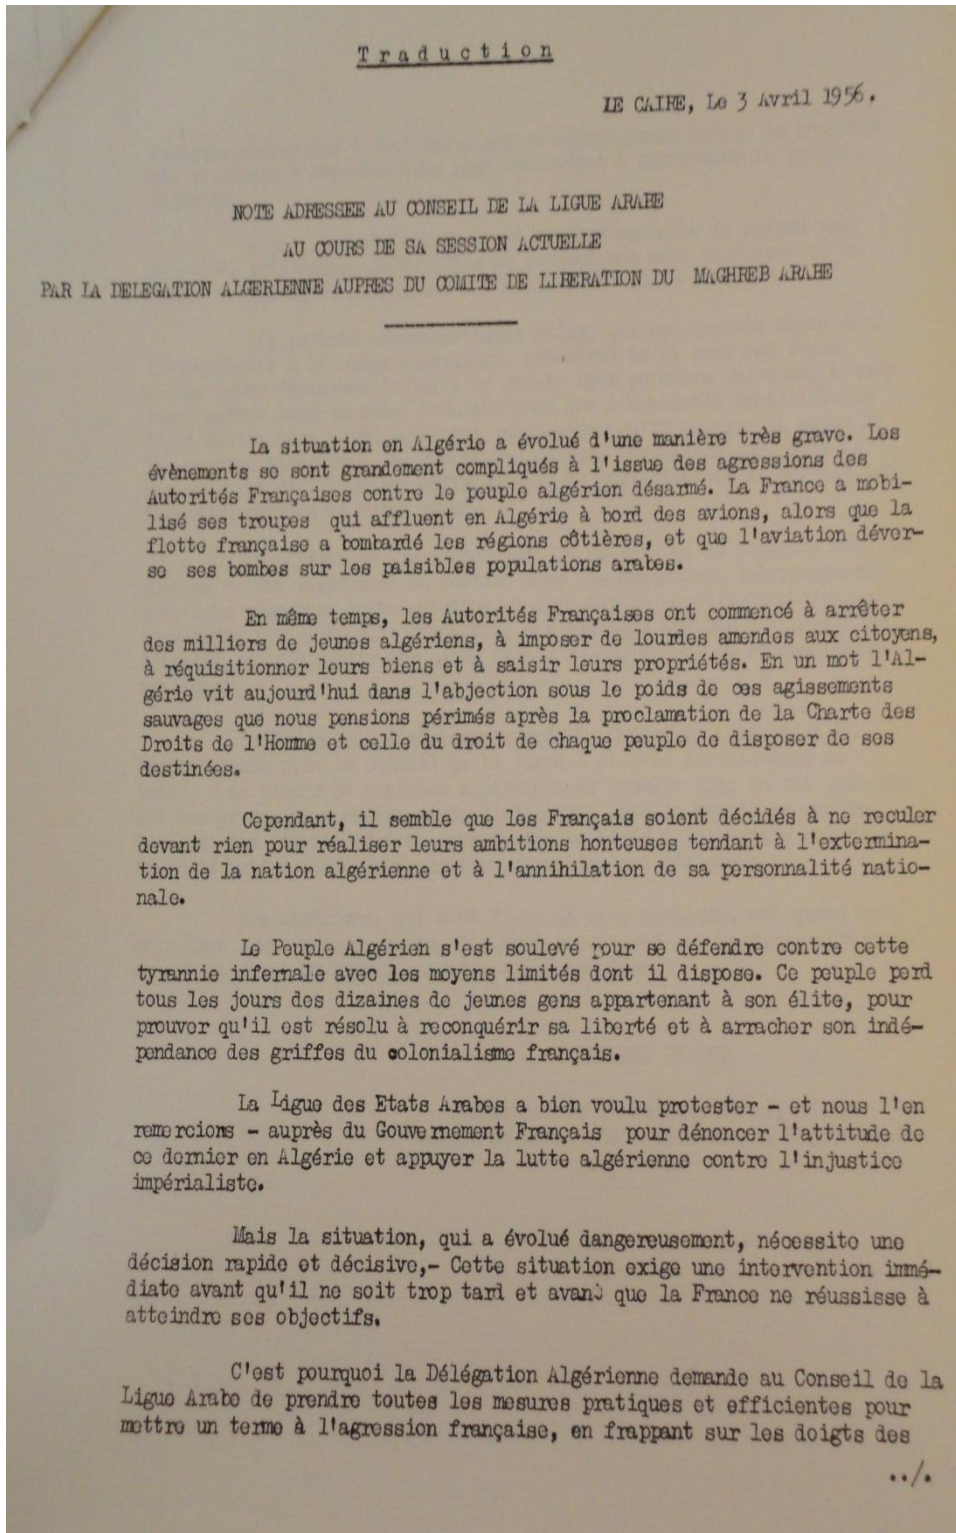 Traduction
LE CAIRE, Le 3 Avril 1956.
NOTE ADRESSEE AU CONSEIL DE LA LIGUE ARABE
AU COURS DE SA SESSION ACTUELLE
PAR LA DELEGATION ALGERIENNE AUPRES DU COMITE DE LIBERATION DU MAGHREB ARABE
La situation en Algérie a évolué d'une manière très grave. Les
évènements se sont grandement compliqués à l'issue des agressions des
Autorités Françaises contre le peuple algérien désarmé. La France a mobi-
lisé ses troupes qui affluent en Algérie à bord des avions, alors que la
flotte française a bombardé les régions côtières, et que l'aviation déver-
se ses bombes sur les paisibles populations arabes.
En même temps, les Autorités Françaises ont commencé à arrêter
des milliers de jeunes algériens, à imposer de lourdes amendes aux citoyens,
à réquisitionner leurs biens et à saisir leurs propriétés. En un mot l'Al-
gérie vit aujourd'hui dans l'abjection sous le poids de ces agissements
sauvages que nous pensions périmés après la proclamation de la Charte des
Droits de l'Homme et celle du droit de chaque peuple de disposer de ses
destinées.
Cependant, il semble que les Français soient décidés à ne reculer
devant rien pour réaliser leurs ambitions honteuses tendant à l'extermina-
tion de la nation algérienne et à l'annihilation de sa personnalité natio-
nale.
Le Peuple Algérien s'est soulevé pour se défendre contre cette
tyrannie infernale avec les moyens limités dont il dispose. Ce peuple perd
tous les jours des dizaines de jeunes gens appartenant à son élite, pour
prouver qu'il est résolu à reconquérir sa liberté et à arracher son indé-
pendance des griffes du colonialisme français.
La Ligue des Etats Arabes a bien voulu protester - et nous l'en
remercions - auprès du Gouvernement Français pour dénoncer l'attitude de
ce dernier en Algérie et appuyer la lutte algérienne contre l'injustice
impérialiste.
Mais la situation, qui a évolué dangereusement, nécessite une
décision rapide et décisive,- Cette situation exige une intervention immé-
diate avant qu'il ne soit trop tard et avant que la France ne réussisse à
atteindre ses objectifs.
C'est pourquoi la Délégation Algérienne demande au Conseil de la
Ligue Arabe de prendre toutes les mesures pratiques et efficientes pour
mettre un terme à l'agression française, en frappant sur les doigts des
../.